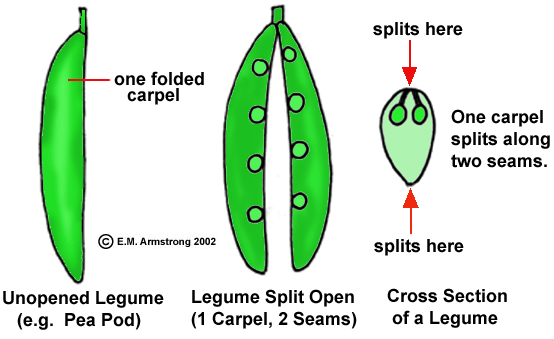 one folded
carpel
© E.M. Armstrong 2002
Unopened Legume
(e.g. Pea Pod)
Legume Split Open
(1 Carpel, 2 Seams)
splits here
One carpel
splits along
two seams.
splits here
Cross Section
of a Legume